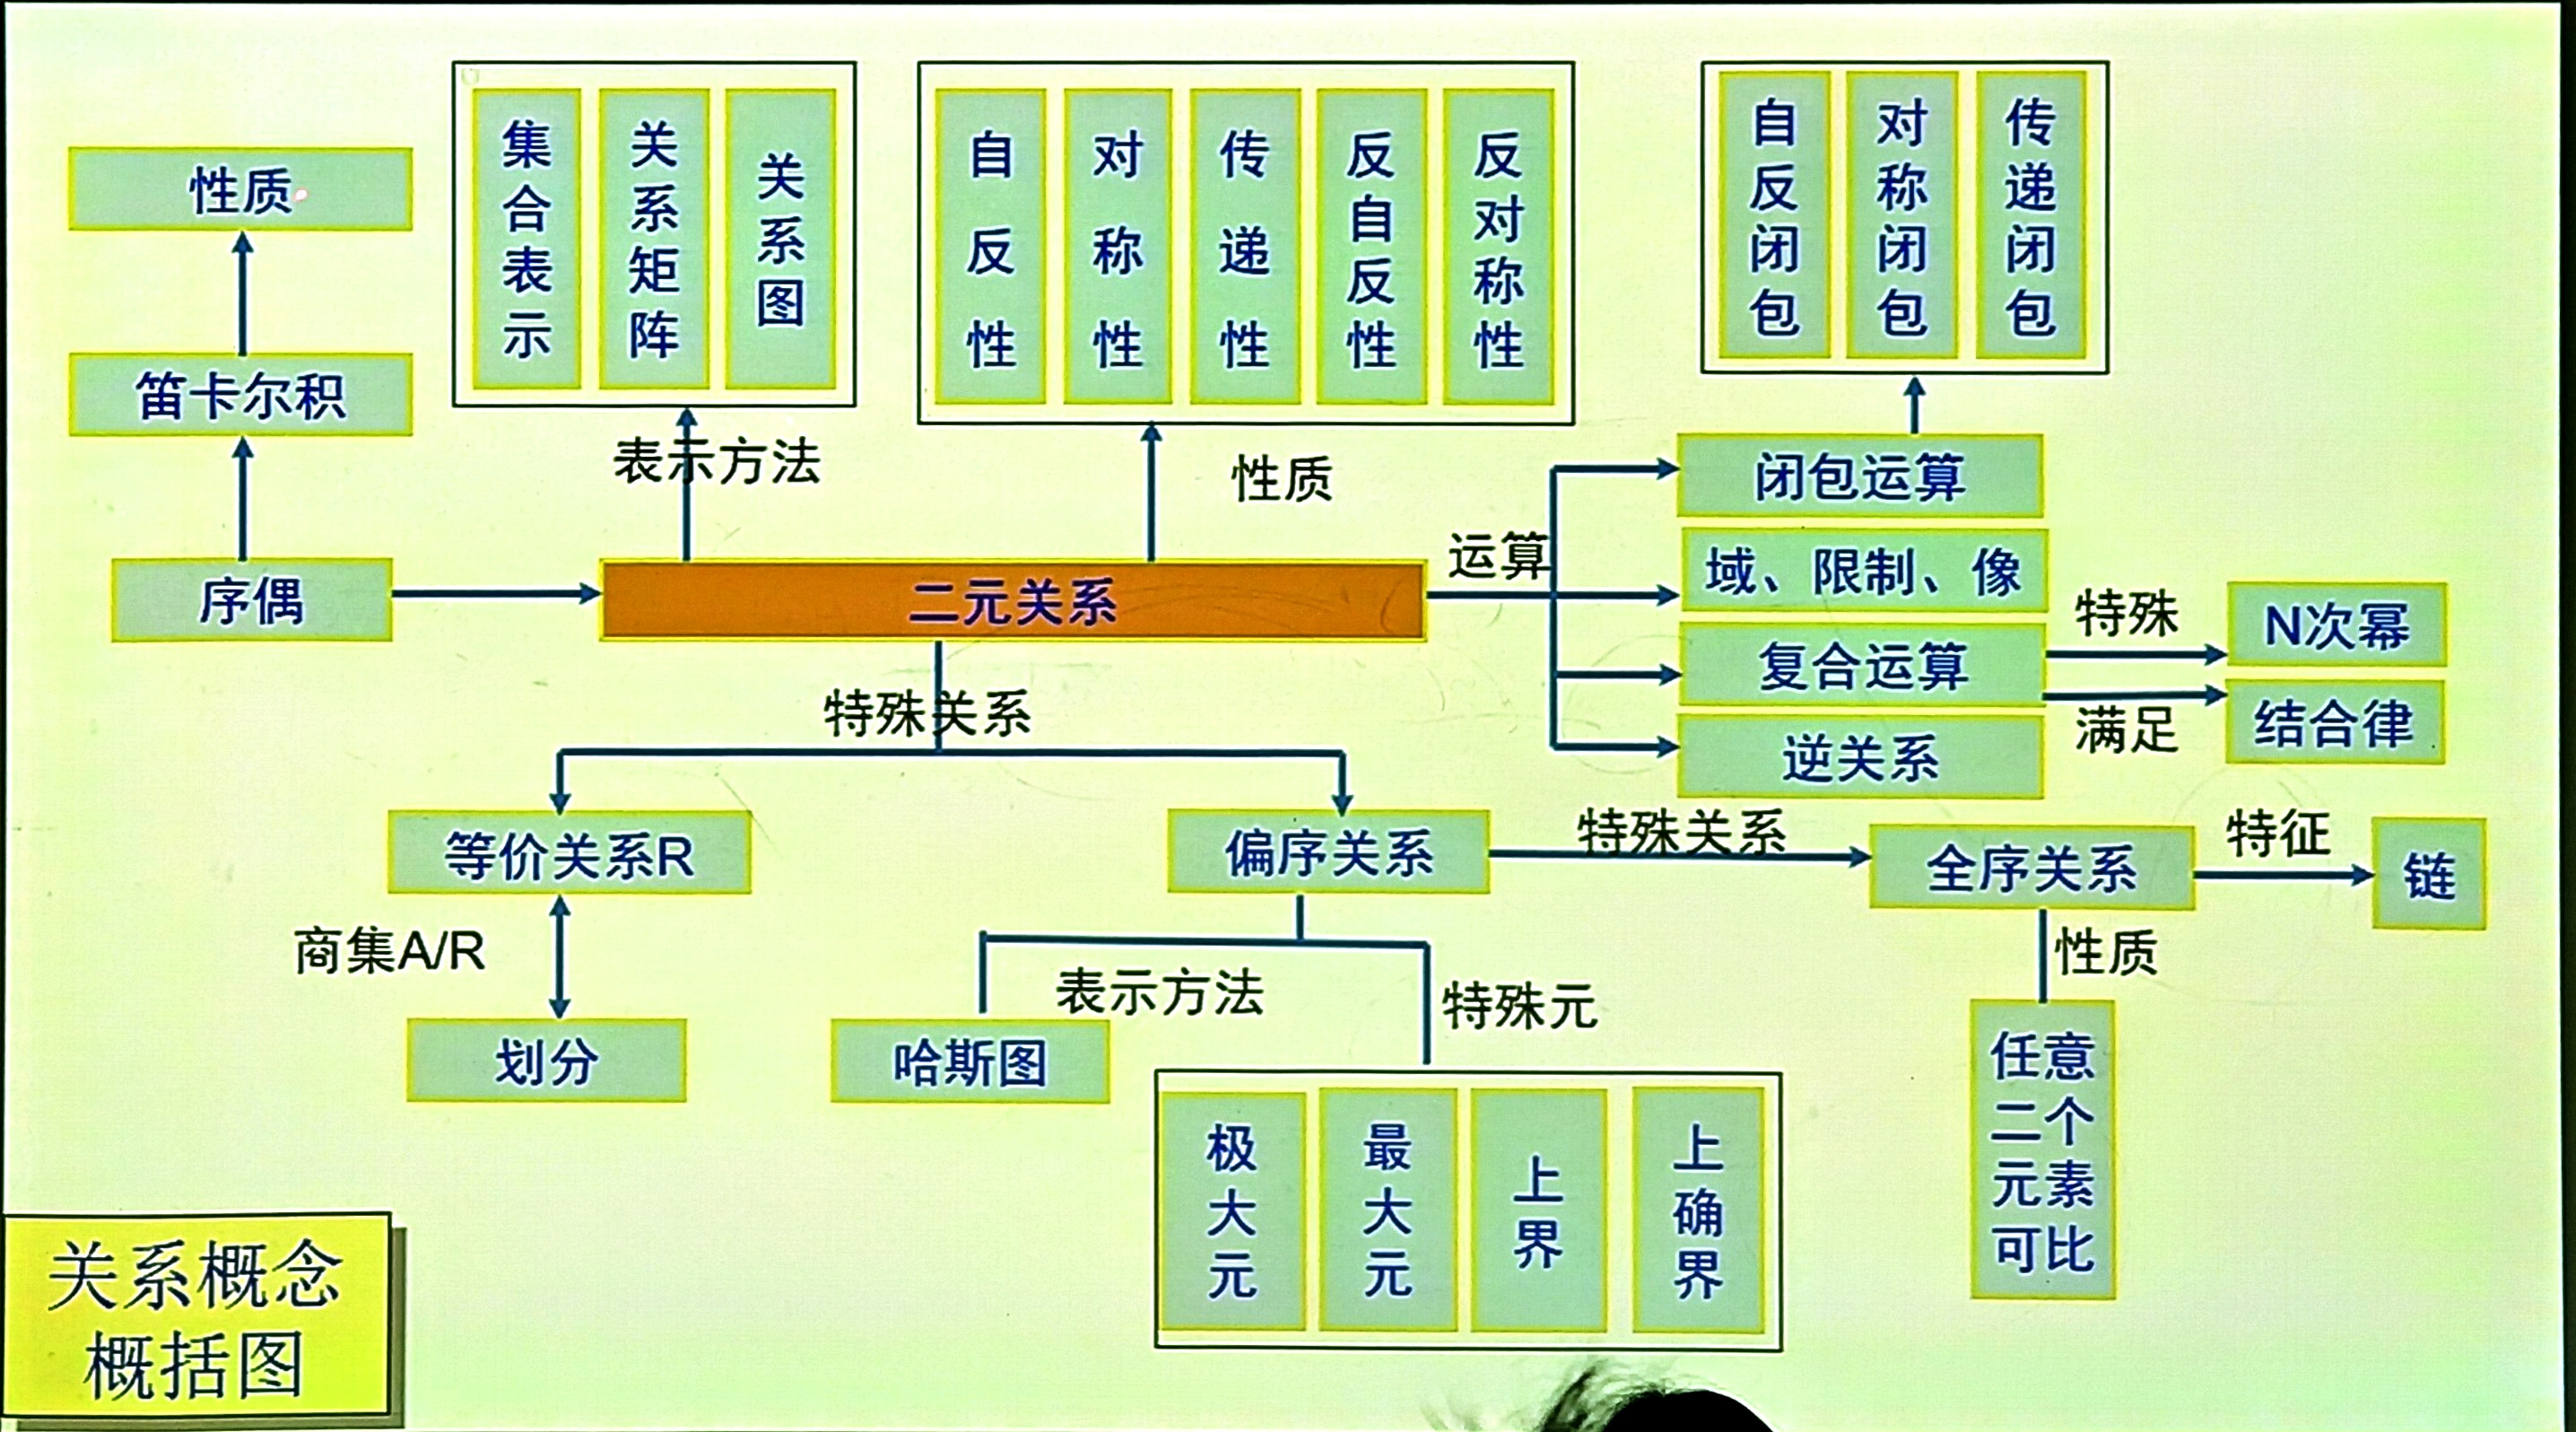 集合表示
关系矩阵
关系图
自反性
对称性
传递性
反自反性
反对称性
自反闭包
对称闭包
传递闭包
性质
笛卡尔积
表示方法
性质
闭包运算
运算
序偶
二元关系
域、限制、像
特殊
N次幂
复合运算
满足
结合律
逆关系
特殊关系
等价关系R
偏序关系
特殊关系
全序关系
特征
链
商集A/R
表示方法
特殊元
性质
划分
哈斯图
极大元
最大元
上界
上确界
任意
二个
元素
可比
关系概念
概括图